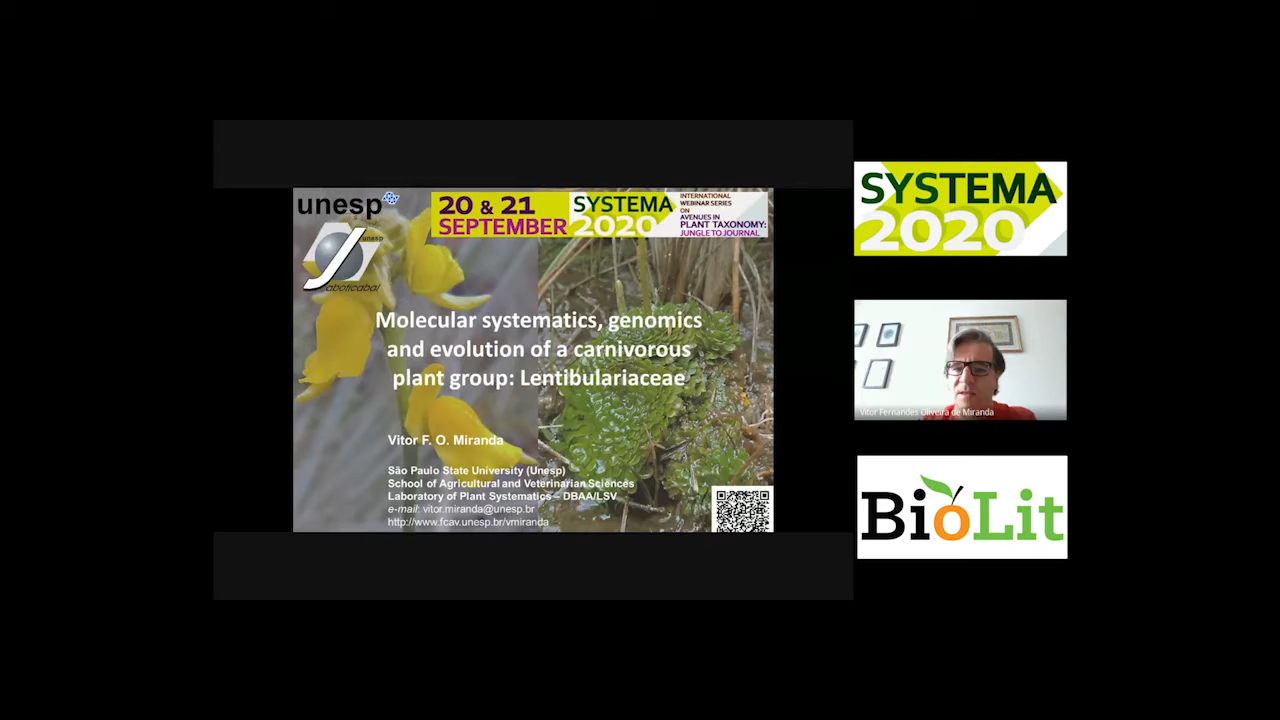 unesp
unesp
Jaboticabal
20 & 21
SEPTEMBER
SYSTEMA
2020
INTERNATIONAL
WEBINAR SERIES
ON
AVENUES IN
PLANT TAXONOMY:
JUNGLE TO JOURNAL
Molecular systematics, genomics
and evolution of a carnivorous
plant group: Lentibulariaceae
Vitor F. O. Miranda
São Paulo State University (Unesp)
School of Agricultural and Veterinarian Sciences
Laboratory of Plant Systematics – DBAA/LSV
e-mail: vitor.miranda@unesp.br
http://www.fcav.unesp.br/vmiranda
SYSTEMA
2020
Vitor Fernandes Oliveira de Miranda
BioLit